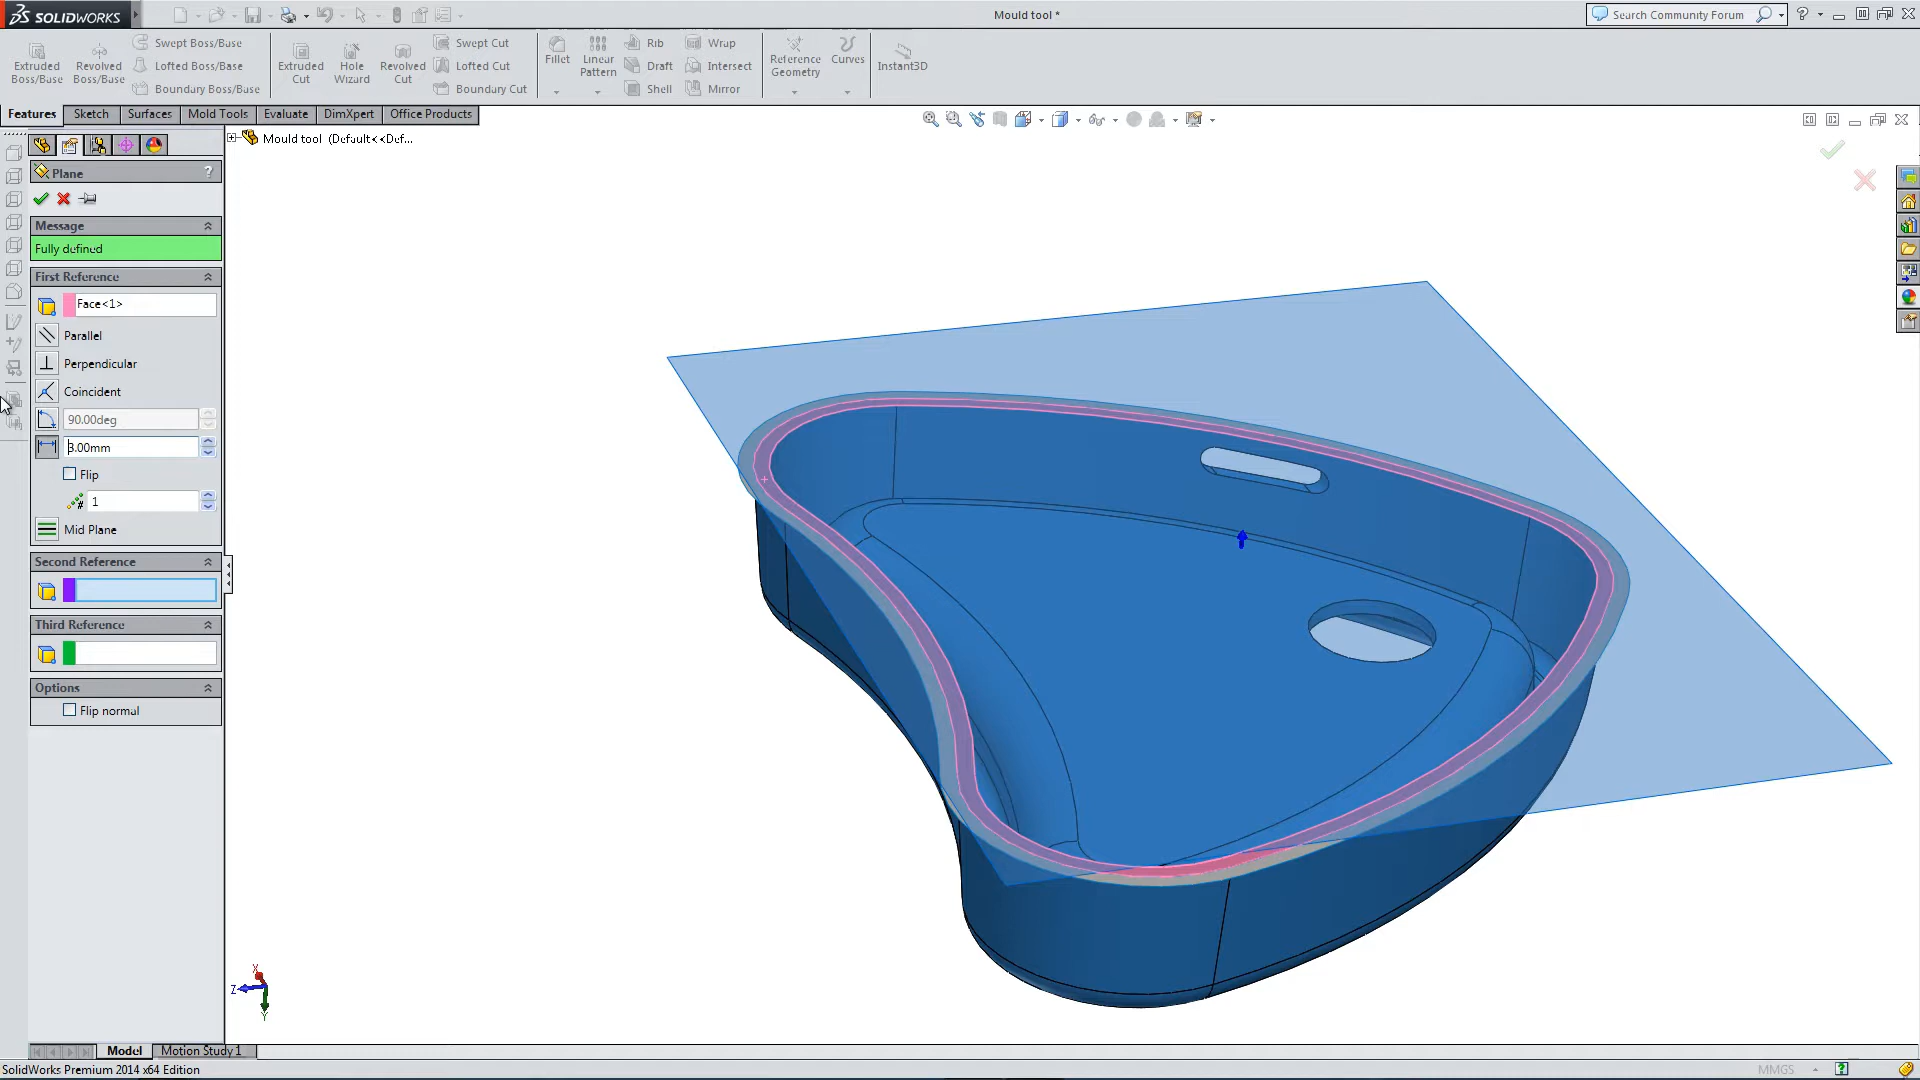 SOLIDWORKS
Mould tool *
Search Community Forum
Extruded Boss/Base
Revolved Boss/Base
Swept Boss/Base
Lofted Boss/Base
Boundary Boss/Base
Extruded Cut
Hole Wizard
Revolved Cut
Swept Cut
Lofted Cut
Boundary Cut
Fillet
Linear Pattern
Rib
Draft
Shell
Wrap
Intersect
Mirror
Reference Geometry
Curves
Instant3D
Features Sketch Surfaces Mold Tools Evaluate DimXpert Office Products
Mould tool (Default<<Def...
Plane ?
Message
Fully defined
First Reference
Face<1>
Parallel
Perpendicular
Coincident
90.00deg
3.00mm
Flip
1
Mid Plane
Second Reference
Third Reference
Options
Flip normal
X
Z
Y
Model Motion Study 1
SolidWorks Premium 2014 x64 Edition
MMGS